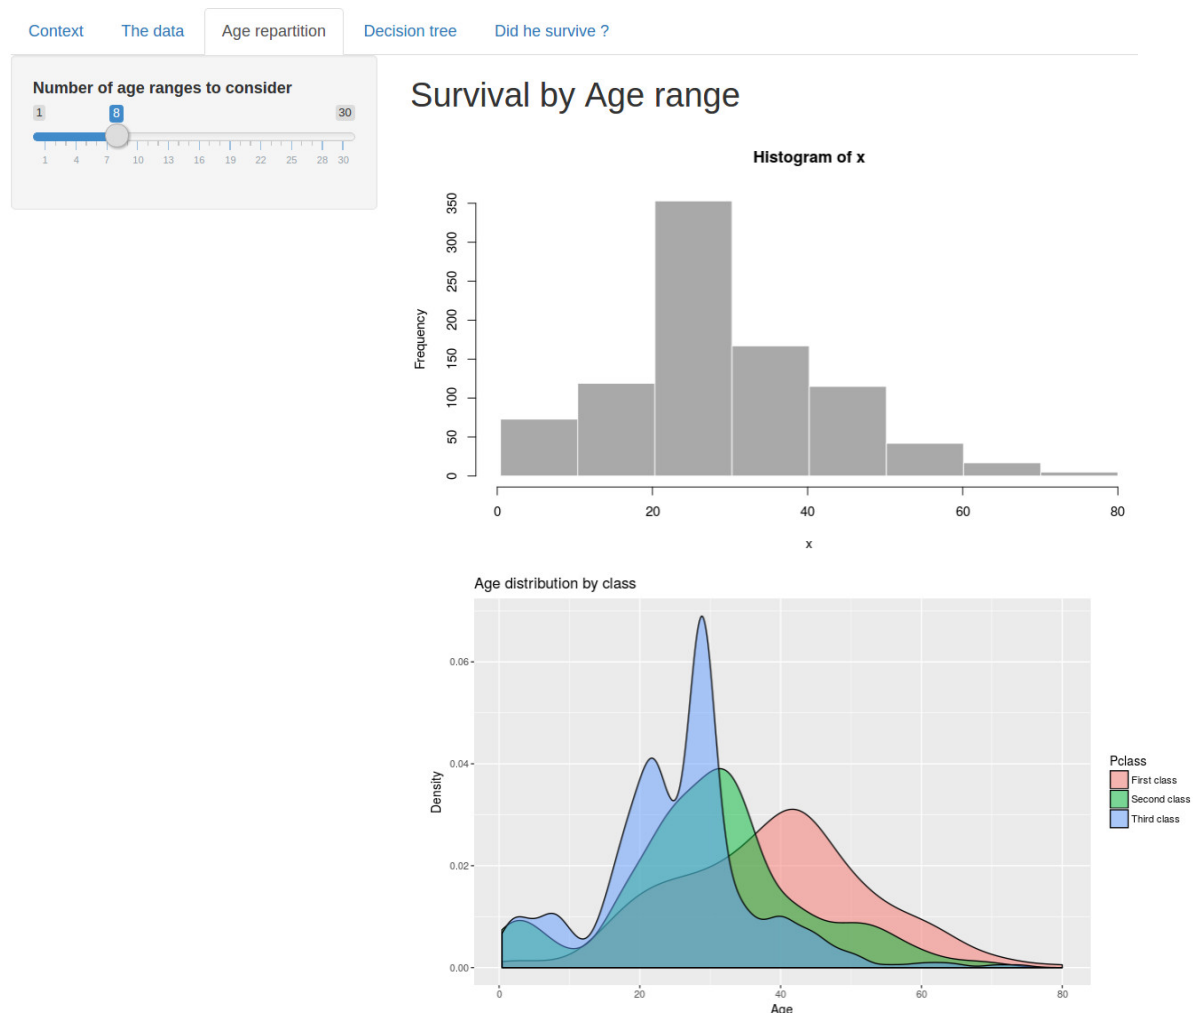 Context The data Age repartition Decision tree Did he survive ?
Number of age ranges to consider
1 8 30
1 4 7 10 13 16 19 22 25 28 30
Survival by Age range
Histogram of x
Frequency
350
300
250
200
150
100
50
0
0 20 40 60 80
x
Age distribution by class
Density
0.06
0.04
0.02
0.00
0 20 40 60 80
Age
Pclass
First class
Second class
Third class